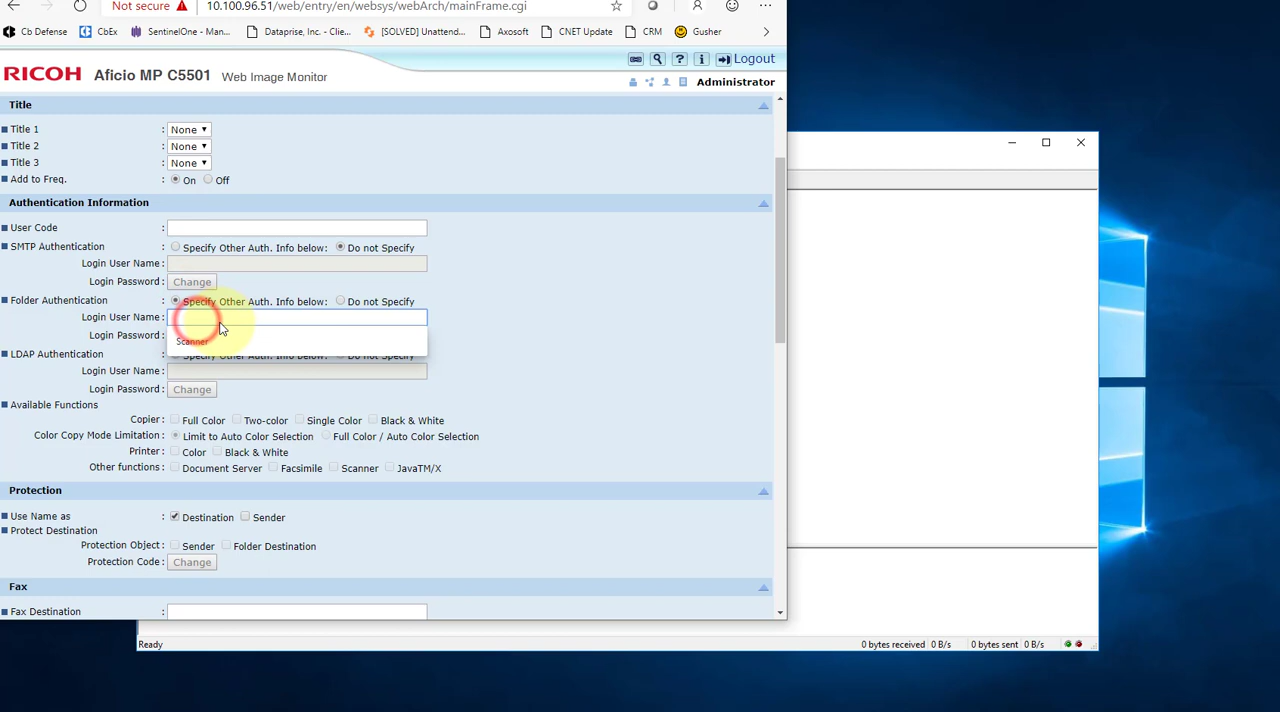 Not secure 10.100.96.51/web/entry/en/websys/webArch/mainFrame.cgi
Cb Defense CbEx SentinelOne - Man... Dataprise, Inc. - Clie... [SOLVED] Unattend... Axosoft CNET Update CRM Gusher
Logout
RICOH Aficio MP C5501 Web Image Monitor
Administrator
Title
Title 1 : None
Title 2 : None
Title 3 : None
Add to Freq. : On Off
Authentication Information
User Code :
SMTP Authentication : Specify Other Auth. Info below: Do not Specify
Login User Name :
Login Password : Change
Folder Authentication : Specify Other Auth. Info below: Do not Specify
Login User Name :
Login Password :
Scanner
LDAP Authentication : Specify Other Auth. Info below: Do not Specify
Login User Name :
Login Password : Change
Available Functions
Copier : Full Color Two-color Single Color Black & White
Color Copy Mode Limitation : Limit to Auto Color Selection Full Color / Auto Color Selection
Printer : Color Black & White
Other functions : Document Server Facsimile Scanner JavaTM/X
Protection
Use Name as : Destination Sender
Protect Destination
Protection Object : Sender Folder Destination
Protection Code : Change
Fax
Fax Destination :
Ready 0 bytes received 0 B/s 0 bytes sent 0 B/s